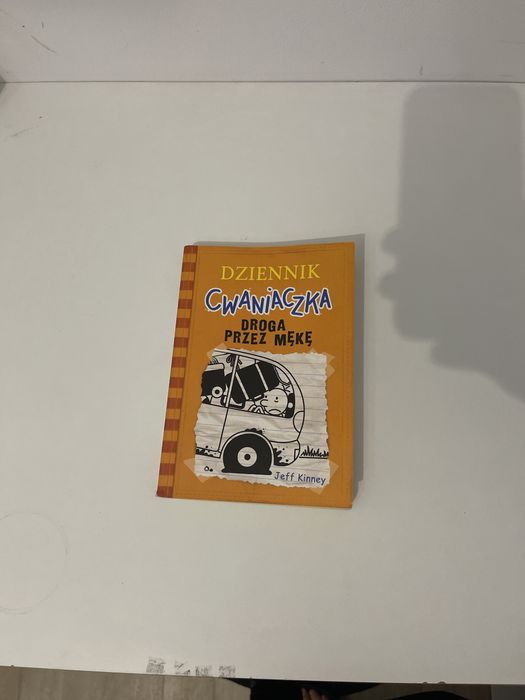 DZIENNIK
CWANIACZKA
DROGA
PRZEZ MĘKĘ
Jeff Kinney